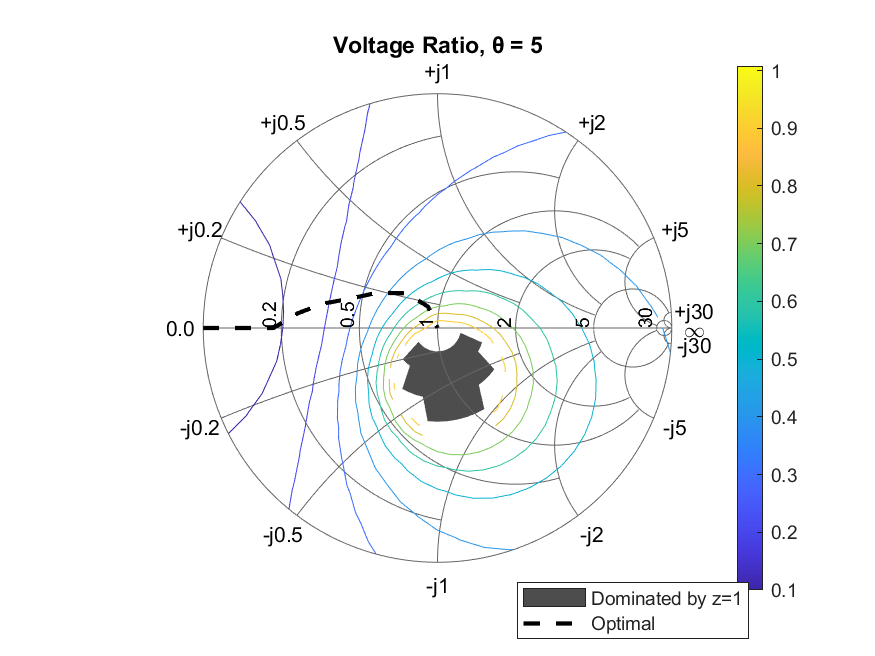 Voltage Ratio, θ = 5
+j1
1
+j0.5
+j2
0.9
0.8
+j0.2
+j5
0.7
0.6
+j30
0.0
0.2
0.5
1
2
5
30
∞
-j30
0.5
-j0.2
-j5
0.4
0.3
-j0.5
-j2
0.2
-j1
0.1
Dominated by z=1
Optimal